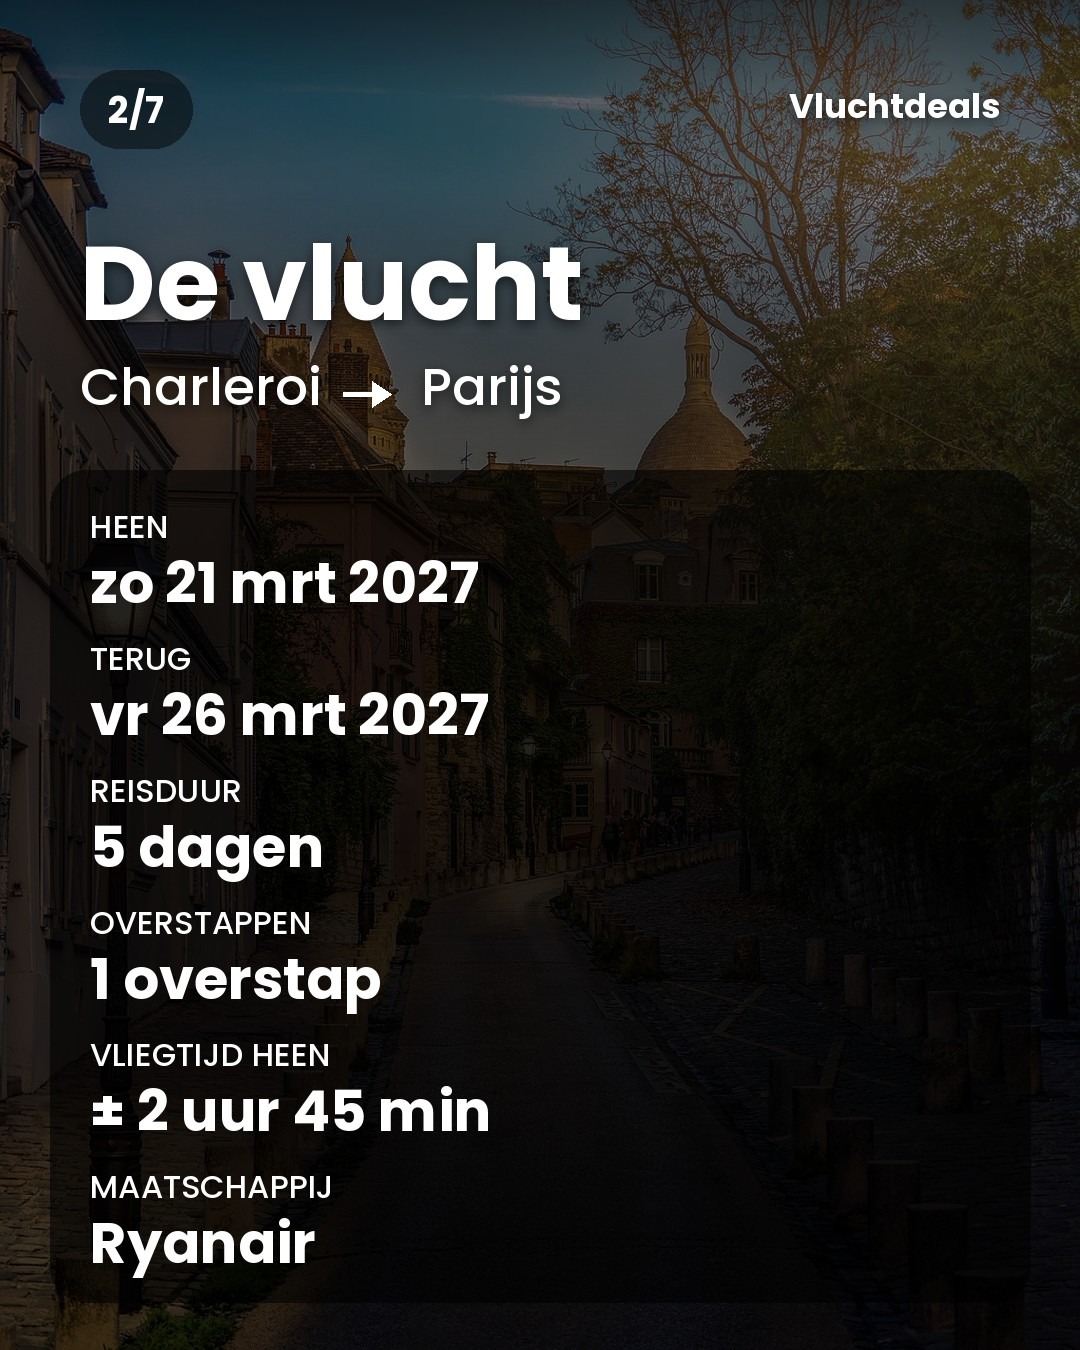 2/7
Vluchtdeals
De vlucht
Charleroi → Parijs
HEEN
zo 21 mrt 2027
TERUG
vr 26 mrt 2027
REISDUUR
5 dagen
OVERSTAPPEN
1 overstap
VLIEGTIJD HEEN
± 2 uur 45 min
MAATSCHAPPIJ
Ryanair